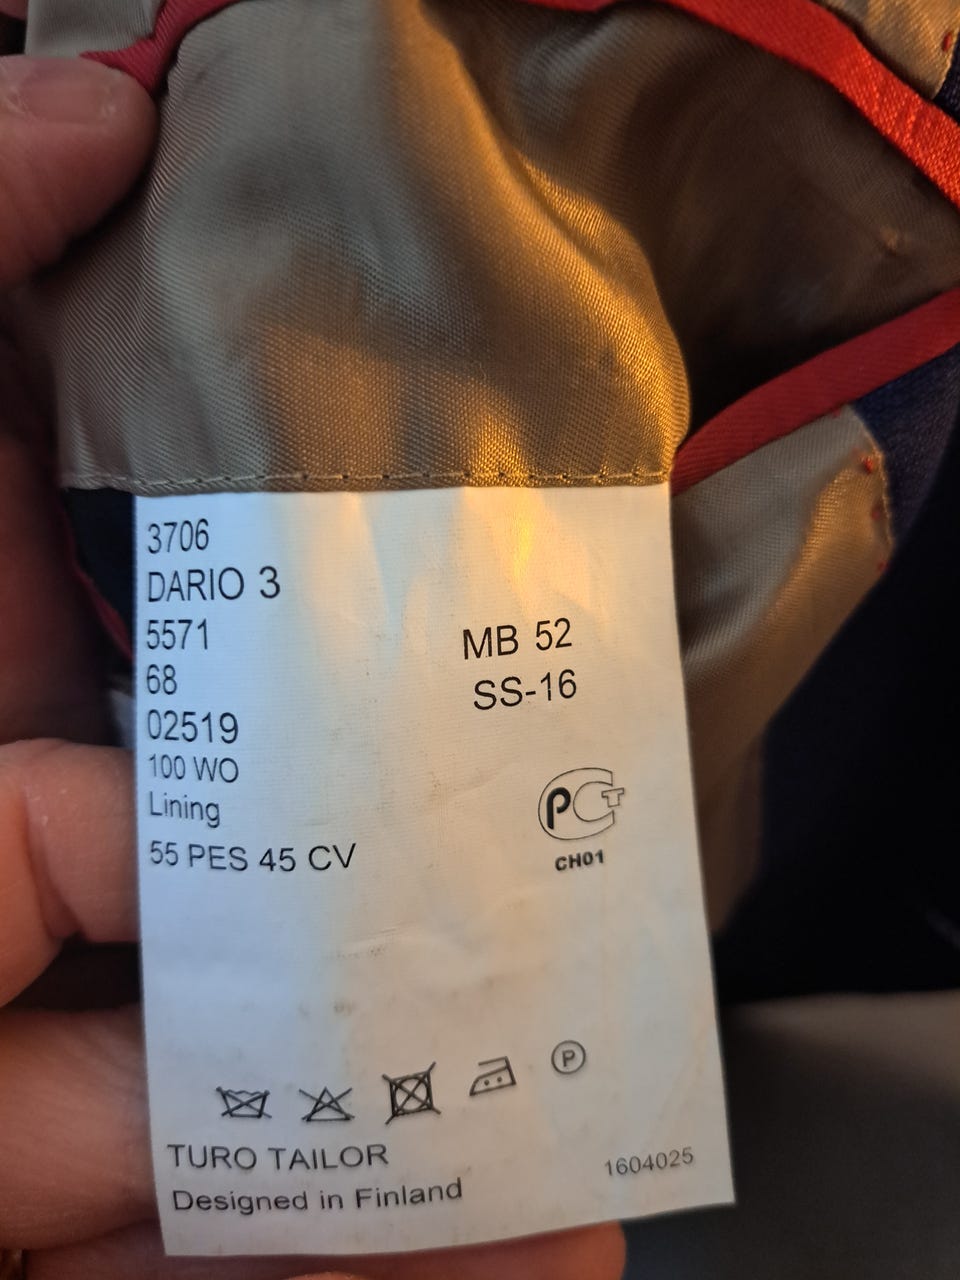 3706
DARIO 3
5571
68
02519
100 WO
Lining
55 PES 45 CV
MB 52
SS-16
РСТ
CH01
P
TURO TAILOR
Designed in Finland
1604025